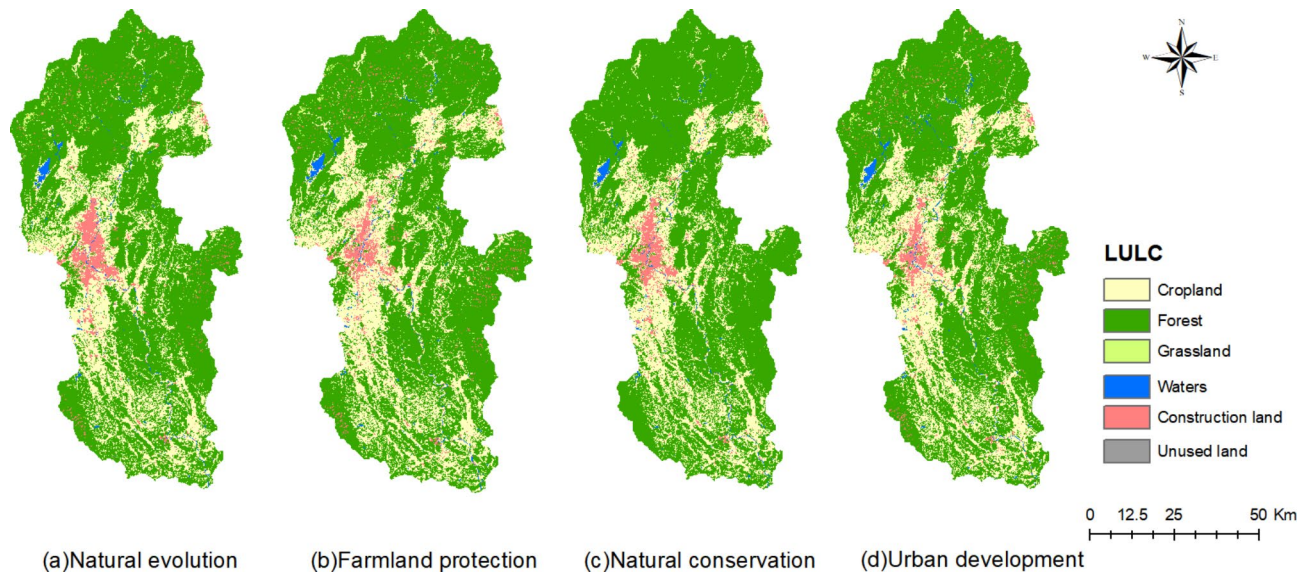 N
W E
S
LULC
Cropland
Forest
Grassland
Waters
Construction land
Unused land
0 12.5 25 50 Km
(a)Natural evolution (b)Farmland protection (c)Natural conservation (d)Urban development